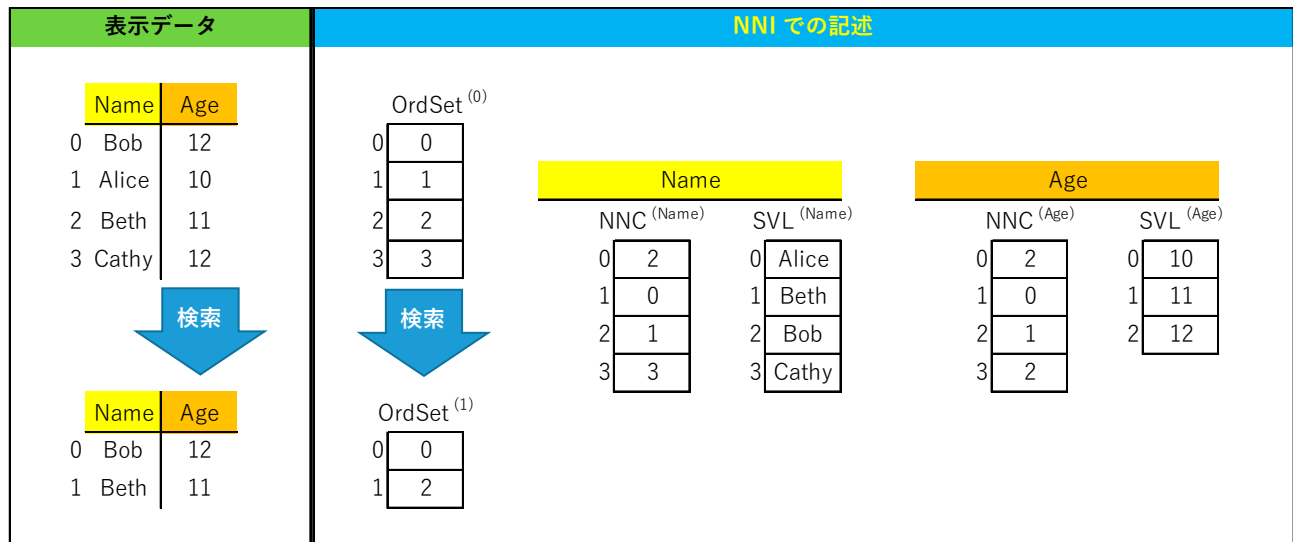 表示データ
NNI での記述
Name Age
0 Bob 12
1 Alice 10
2 Beth 11
3 Cathy 12
検索
Name Age
0 Bob 12
1 Beth 11
OrdSet (0)
0 0
1 1
2 2
3 3
検索
OrdSet (1)
0 0
1 2
Name
NNC (Name) SVL (Name)
0 2 0 Alice
1 0 1 Beth
2 1 2 Bob
3 3 3 Cathy
Age
NNC (Age) SVL (Age)
0 2 0 10
1 0 1 11
2 1 2 12
3 2